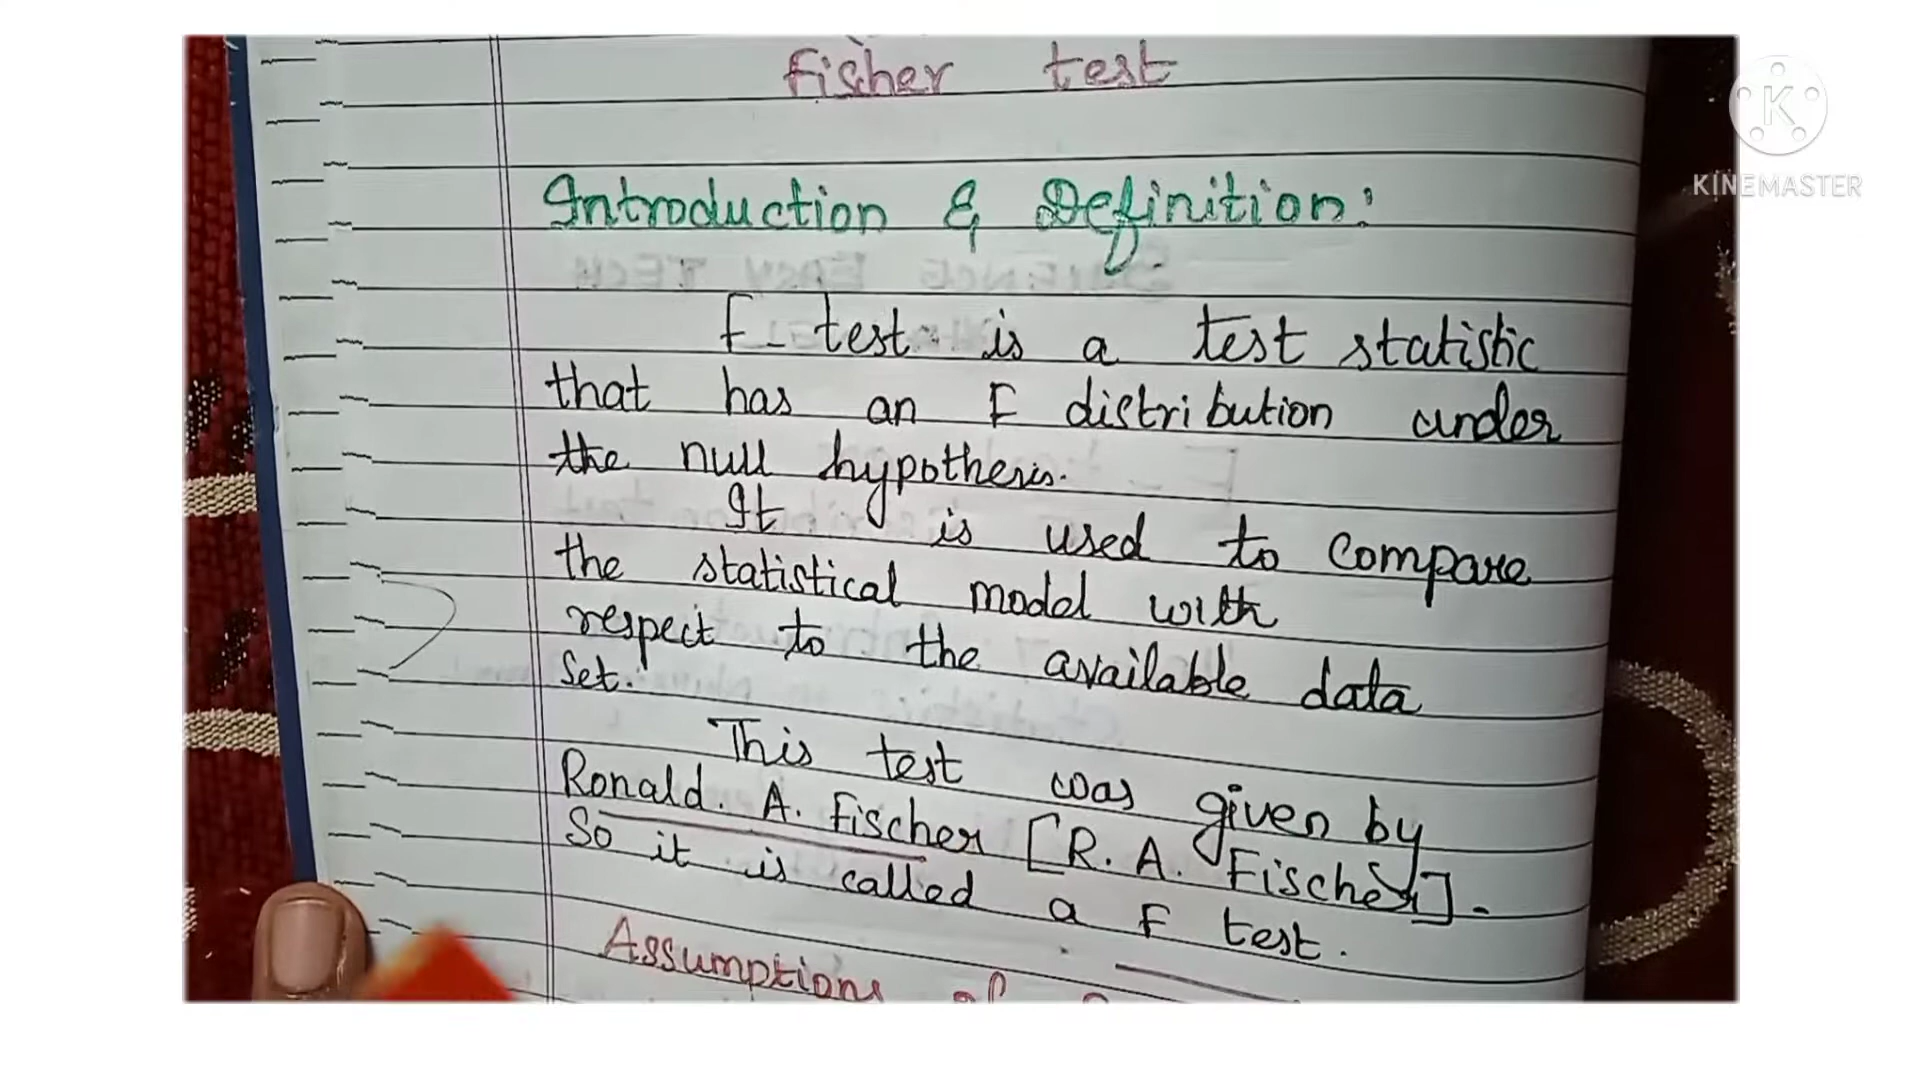 Fischer test
Introduction & Definition:
F-test is a test statistic
that has an F distribution under
the null hypothesis.
It is used to compare
the statistical model with
respect to the available data
Set.
This test was given by
Ronald. A. Fischer [R. A. Fischer].
So it is called a F test.
Assumptions of
KINEMASTER